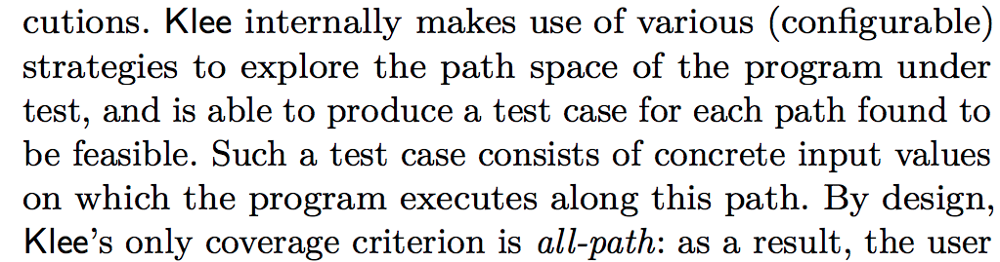 cutions. Klee internally makes use of various (configurable)
strategies to explore the path space of the program under
test, and is able to produce a test case for each path found to
be feasible. Such a test case consists of concrete input values
on which the program executes along this path. By design,
Klee's only coverage criterion is all-path: as a result, the user